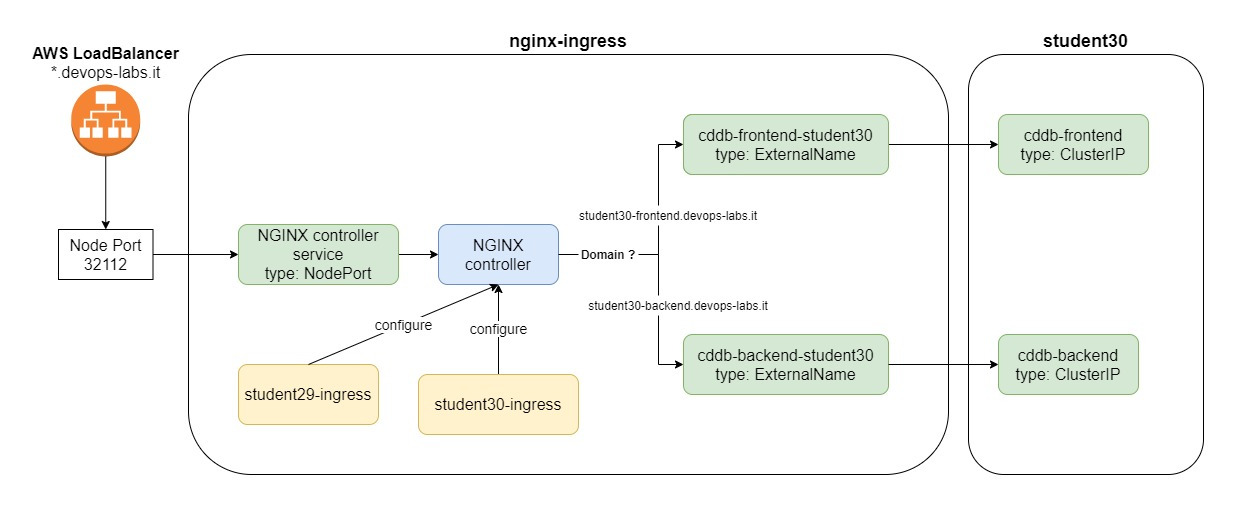 AWS LoadBalancer
*.devops-labs.it
nginx-ingress
student30
Node Port
32112
NGINX controller
service
type: NodePort
NGINX
controller
Domain ?
student30-frontend.devops-labs.it
student30-backend.devops-labs.it
cddb-frontend-student30
type: ExternalName
cddb-frontend
type: ClusterIP
cddb-backend-student30
type: ExternalName
cddb-backend
type: ClusterIP
configure
configure
student29-ingress
student30-ingress